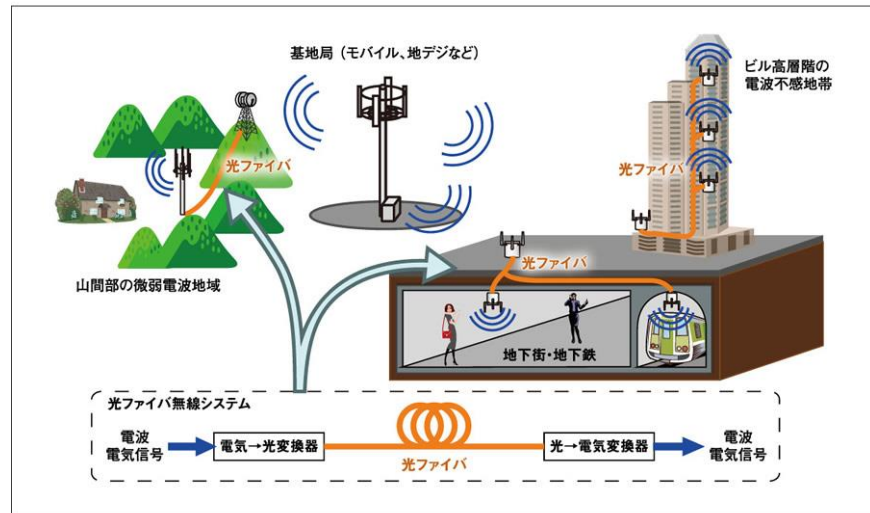 基地局（モバイル、地デジなど）
ビル高層階の
電波不感地帯
光ファイバ
光ファイバ
光ファイバ
山間部の微弱電波地域
地下街・地下鉄
光ファイバ無線システム
電波
電気信号
電気→光変換器
光ファイバ
光→電気変換器
電波
電気信号